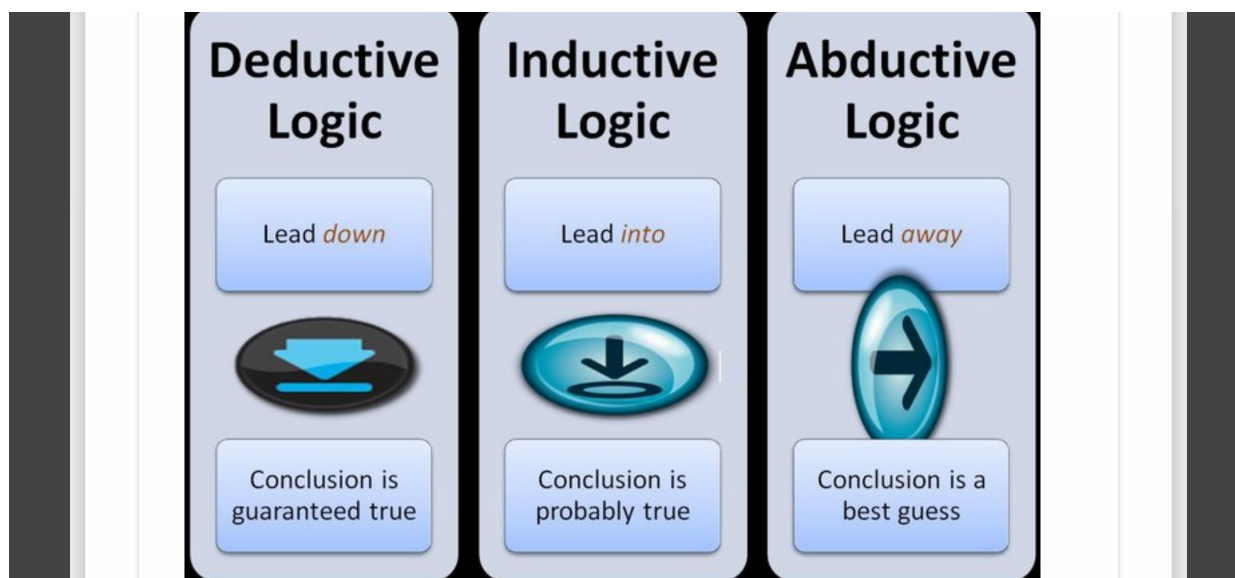 Deductive
Logic
Lead down
Conclusion is
guaranteed true
Inductive
Logic
Lead into
Conclusion is
probably true
Abductive
Logic
Lead away
Conclusion is a
best guess